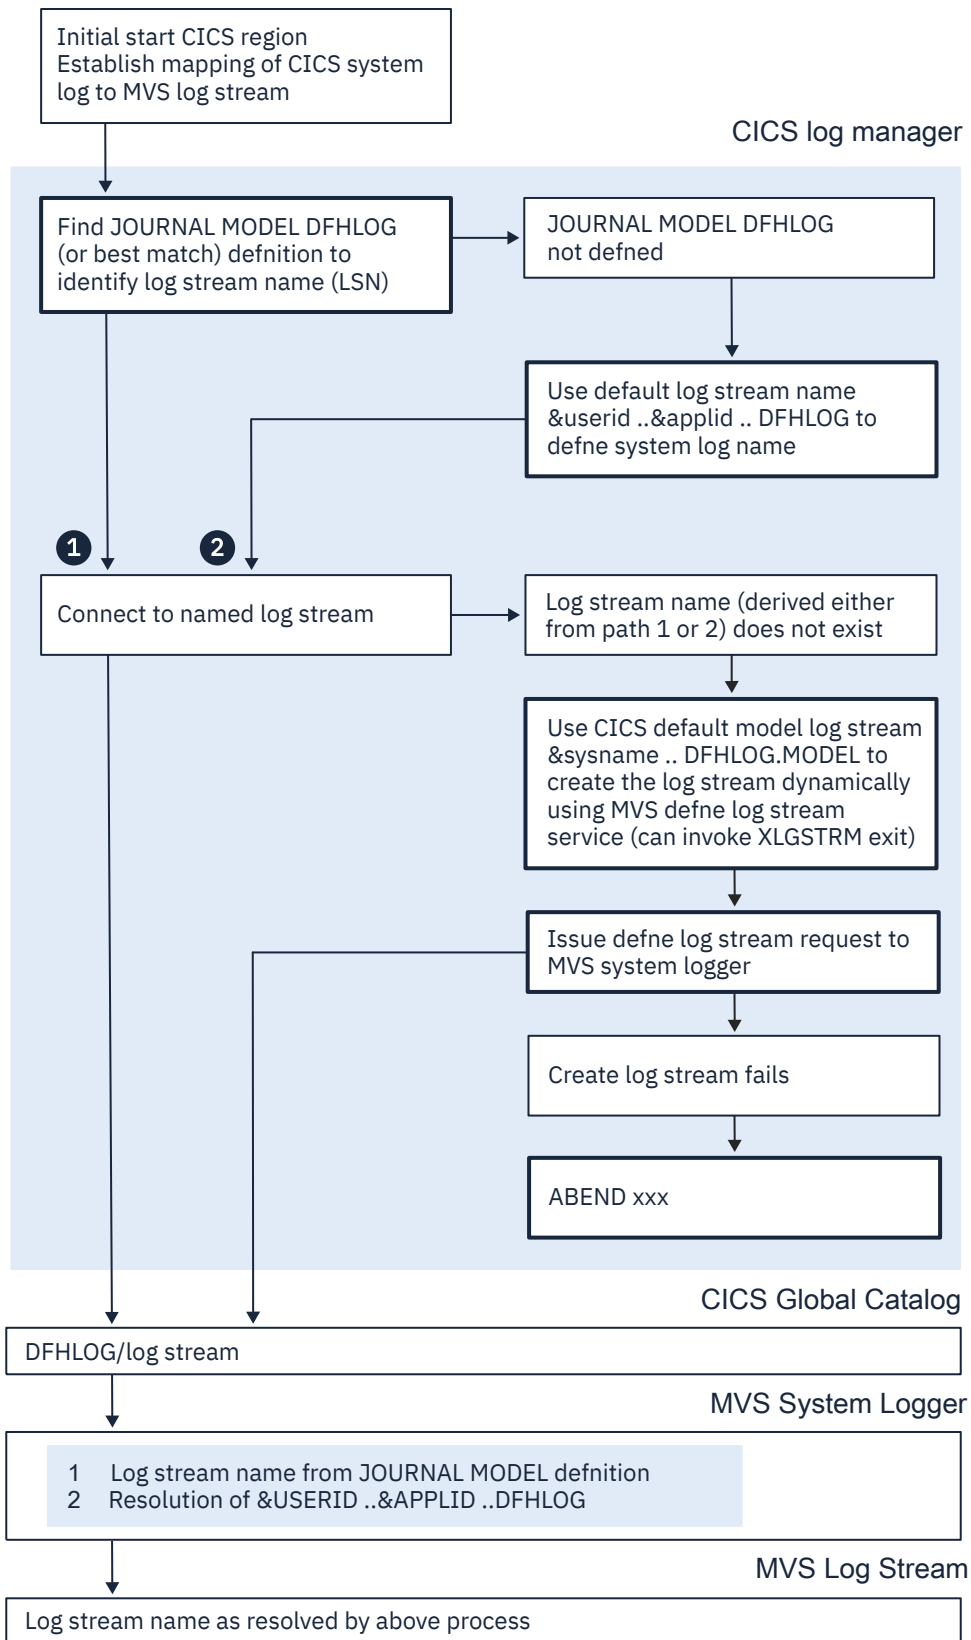 Initial start CICS region
Establish mapping of CICS system
log to MVS log stream
CICS log manager
Find JOURNAL MODEL DFHLOG
(or best match) defnition to
identify log stream name (LSN)
JOURNAL MODEL DFHLOG
not defned
Use default log stream name
&userid ..&applid .. DFHLOG to
defne system log name
1
2
Connect to named log stream
Log stream name (derived either
from path 1 or 2) does not exist
Use CICS default model log stream
&sysname .. DFHLOG.MODEL to
create the log stream dynamically
using MVS defne log stream
service (can invoke XLGSTRM exit)
Issue defne log stream request to
MVS system logger
Create log stream fails
ABEND xxx
CICS Global Catalog
DFHLOG/log stream
MVS System Logger
1 Log stream name from JOURNAL MODEL defnition
2 Resolution of &USERID ..&APPLID ..DFHLOG
MVS Log Stream
Log stream name as resolved by above process